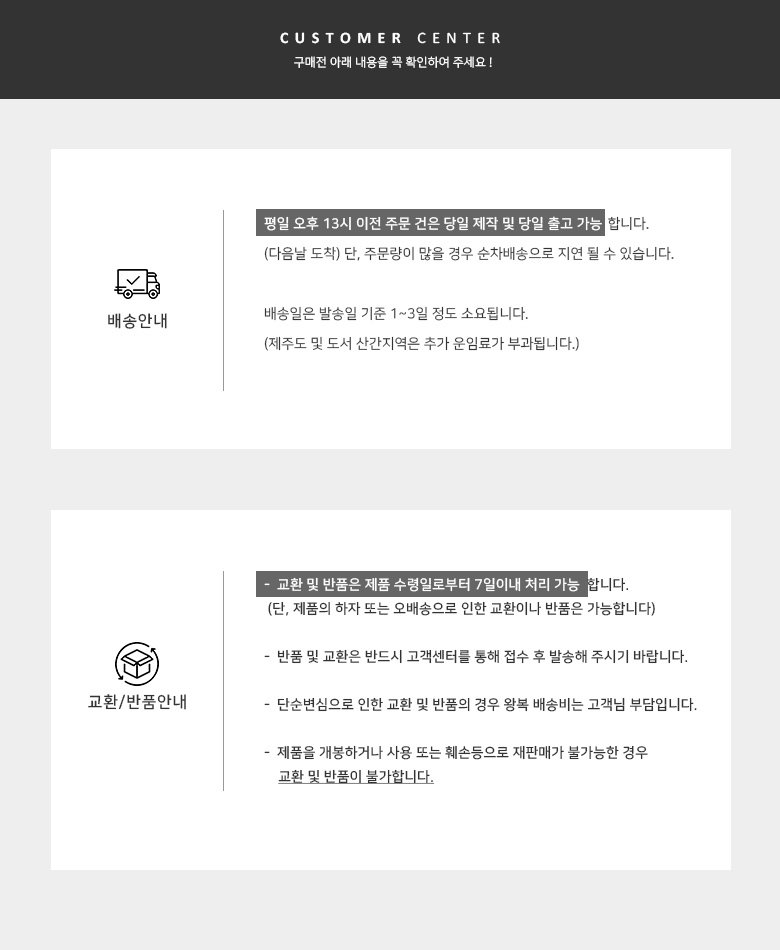 CUSTOMER CENTER
구매전 아래 내용을 꼭 확인하여 주세요 !
평일 오후 13시 이전 주문 건은 당일 제작 및 당일 출고 가능 합니다.
(다음날 도착) 단, 주문량이 많을 경우 순차배송으로 지연 될 수 있습니다.
배송안내
배송일은 발송일 기준 1~3일 정도 소요됩니다.
(제주도 및 도서 산간지역은 추가 운임료가 부과됩니다.)
- 교환 및 반품은 제품 수령일로부터 7일이내 처리 가능 합니다.
(단, 제품의 하자 또는 오배송으로 인한 교환이나 반품은 가능합니다)
- 반품 및 교환은 반드시 고객센터를 통해 접수 후 발송해 주시기 바랍니다.
교환/반품안내
- 단순변심으로 인한 교환 및 반품의 경우 왕복 배송비는 고객님 부담입니다.
- 제품을 개봉하거나 사용 또는 훼손등으로 재판매가 불가능한 경우
교환 및 반품이 불가합니다.